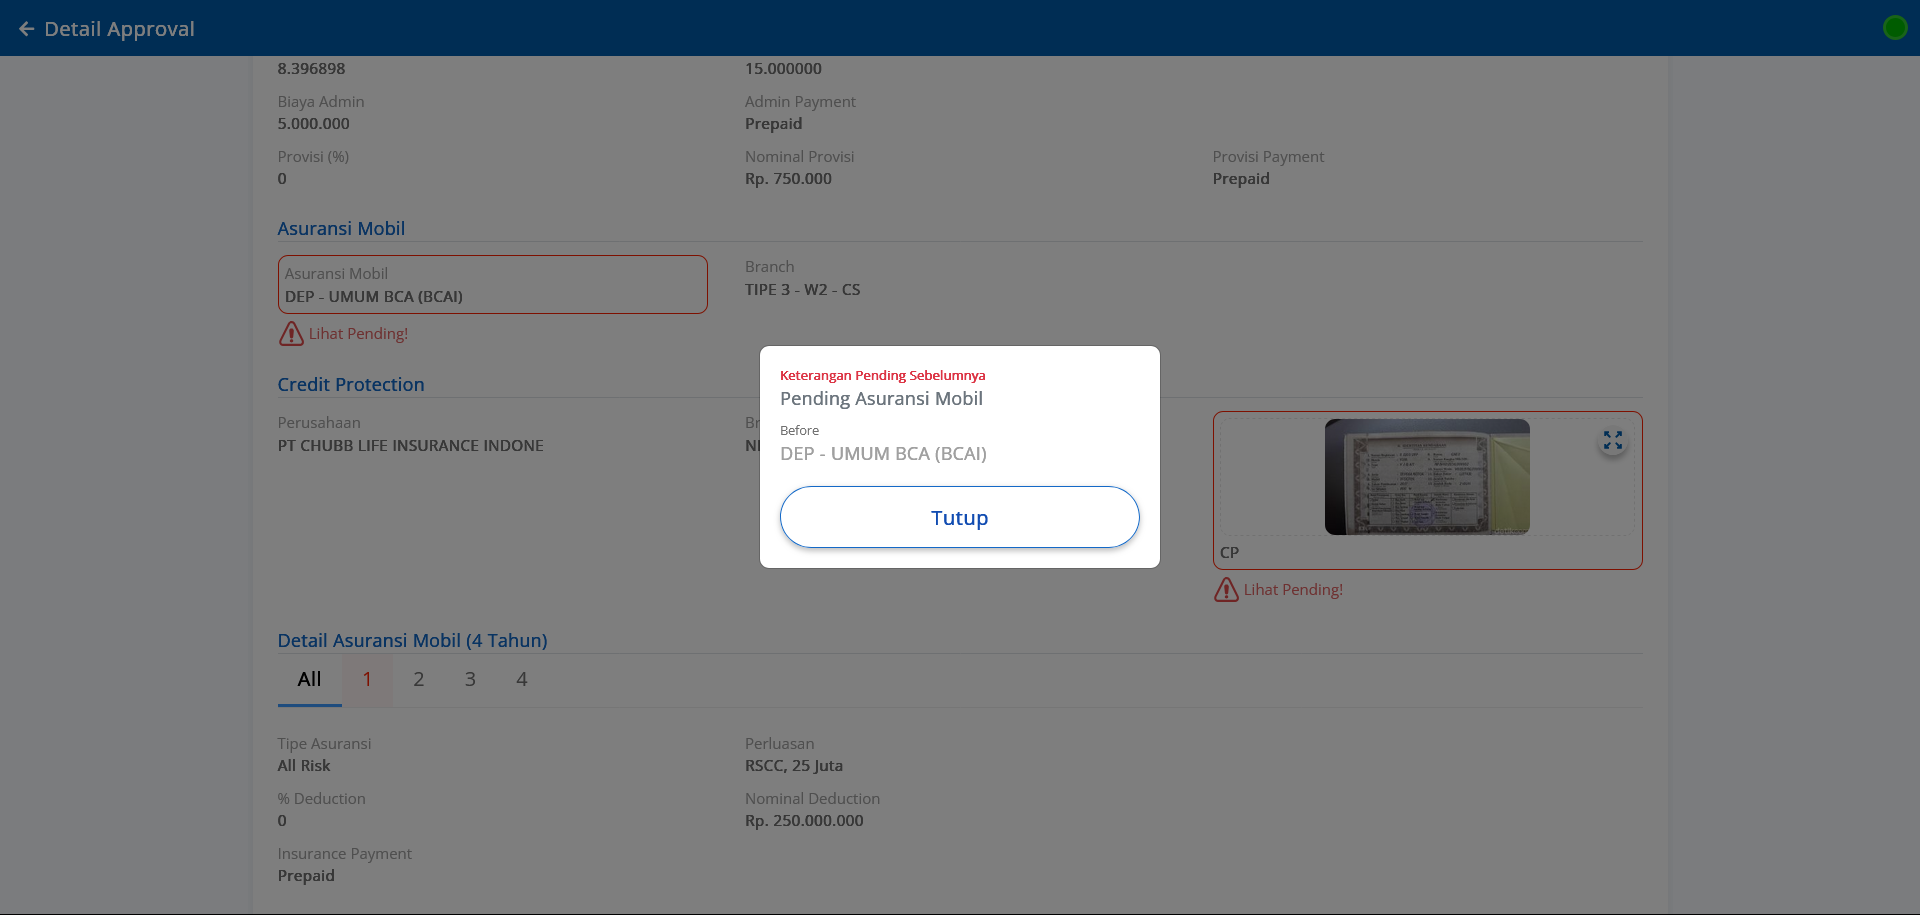 Detail Approval
8.396898
15.000000
Biaya Admin
Admin Payment
5.000.000
Prepaid
Provisi (%)
Nominal Provisi
Provisi Payment
0
Rp. 750.000
Prepaid
Asuransi Mobil
Asuransi Mobil
DEP - UMUM BCA (BCAI)
Branch
TIPE 3 - W2 - CS
Lihat Pending!
Keterangan Pending Sebelumnya
Pending Asuransi Mobil
Before
DEP - UMUM BCA (BCAI)
Tutup
Credit Protection
Perusahaan
PT CHUBB LIFE INSURANCE INDONE
CP
Lihat Pending!
Detail Asuransi Mobil (4 Tahun)
All 1 2 3 4
Tipe Asuransi
Perluasan
All Risk
RSCC, 25 Juta
% Deduction
Nominal Deduction
0
Rp. 250.000.000
Insurance Payment
Prepaid